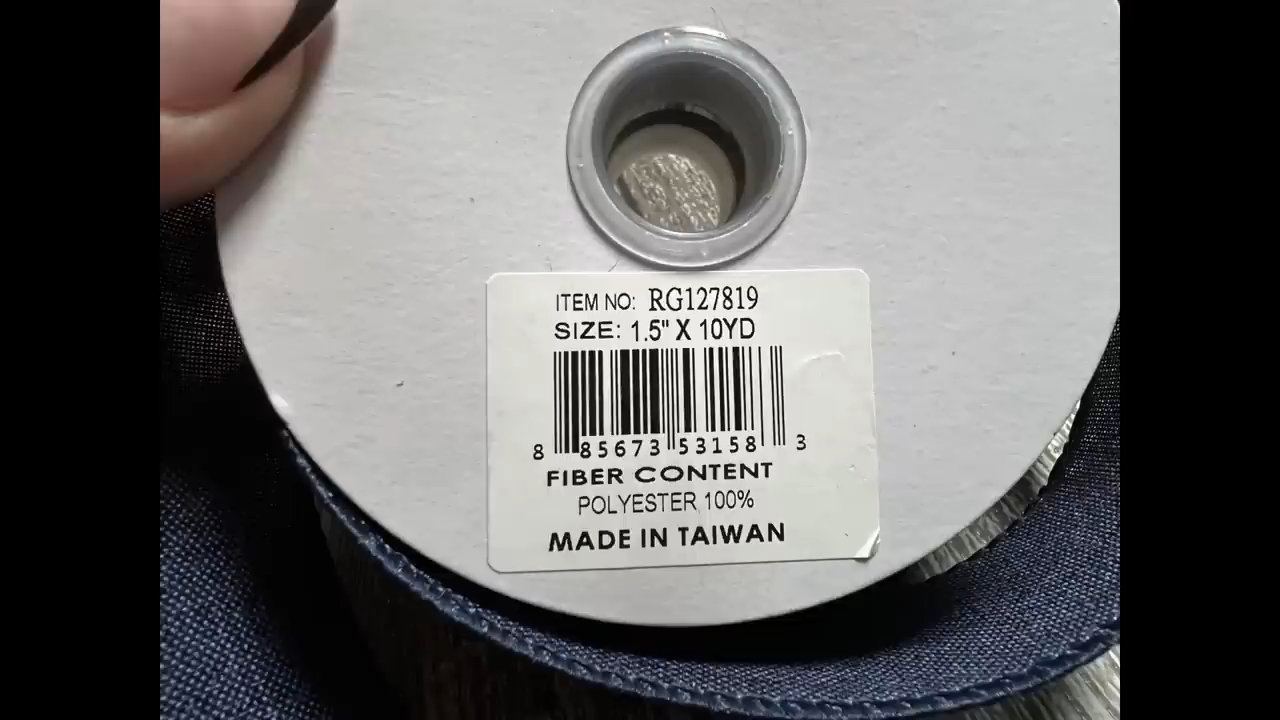 ITEM NO: RG127819
SIZE: 1.5" X 10YD
8 85673 53158 3
FIBER CONTENT
POLYESTER 100%
MADE IN TAIWAN